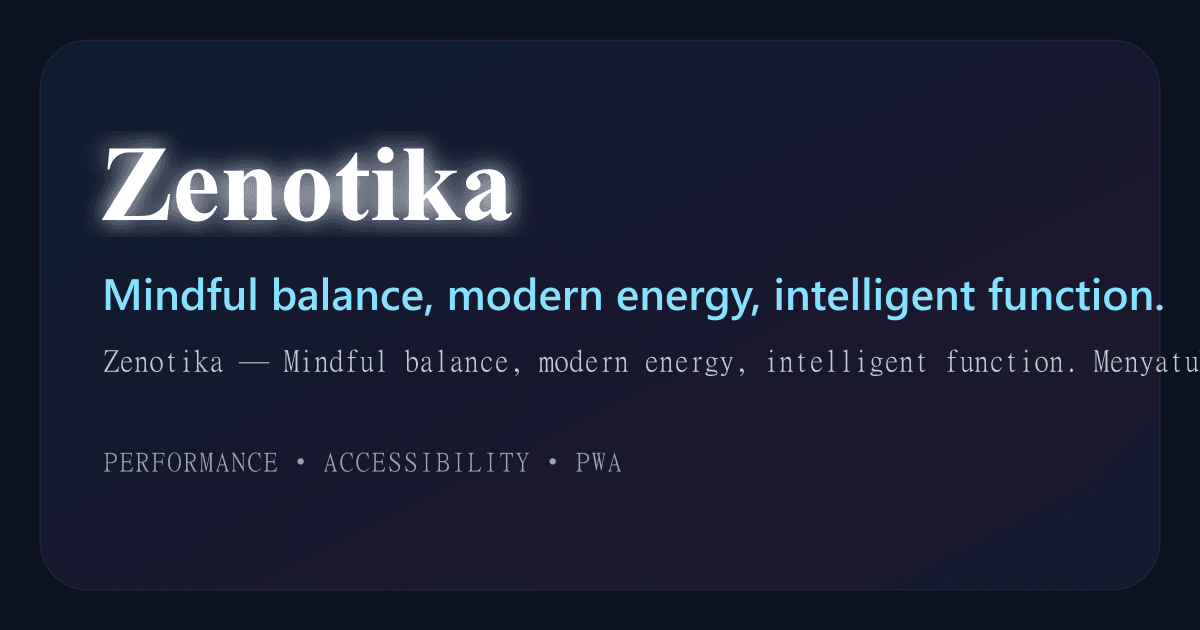 Zenotika
Mindful balance, modern energy, intelligent function.
Zenotika — Mindful balance, modern energy, intelligent function. Menyatu
PERFORMANCE • ACCESSIBILITY • PWA